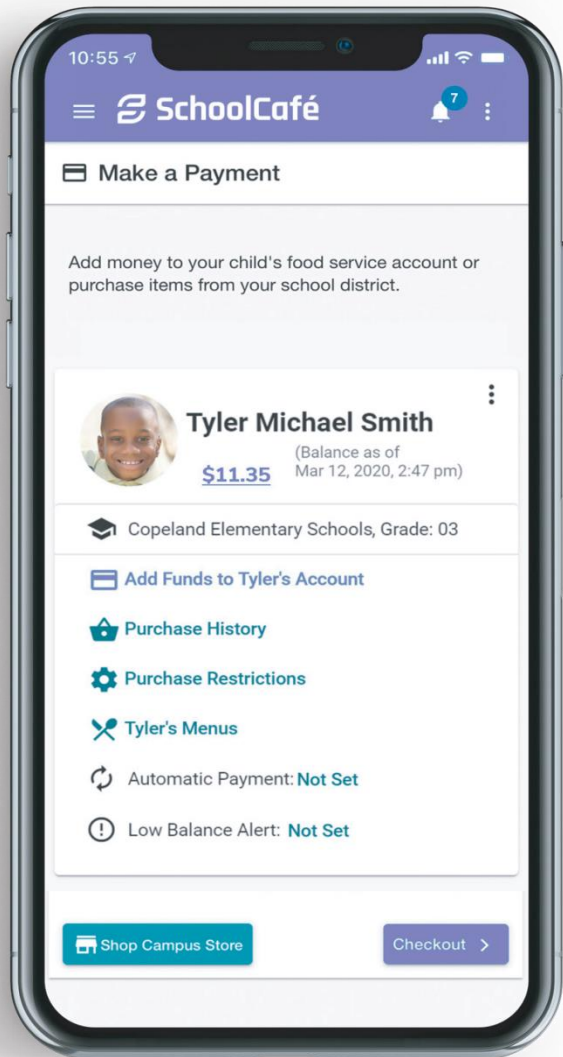 10:55
SchoolCafé
7
Make a Payment
Add money to your child's food service account or
purchase items from your school district.
Tyler Michael Smith
$11.35
(Balance as of
Mar 12, 2020, 2:47 pm)
Copeland Elementary Schools, Grade: 03
Add Funds to Tyler's Account
Purchase History
Purchase Restrictions
Tyler's Menus
Automatic Payment: Not Set
Low Balance Alert: Not Set
Shop Campus Store
Checkout